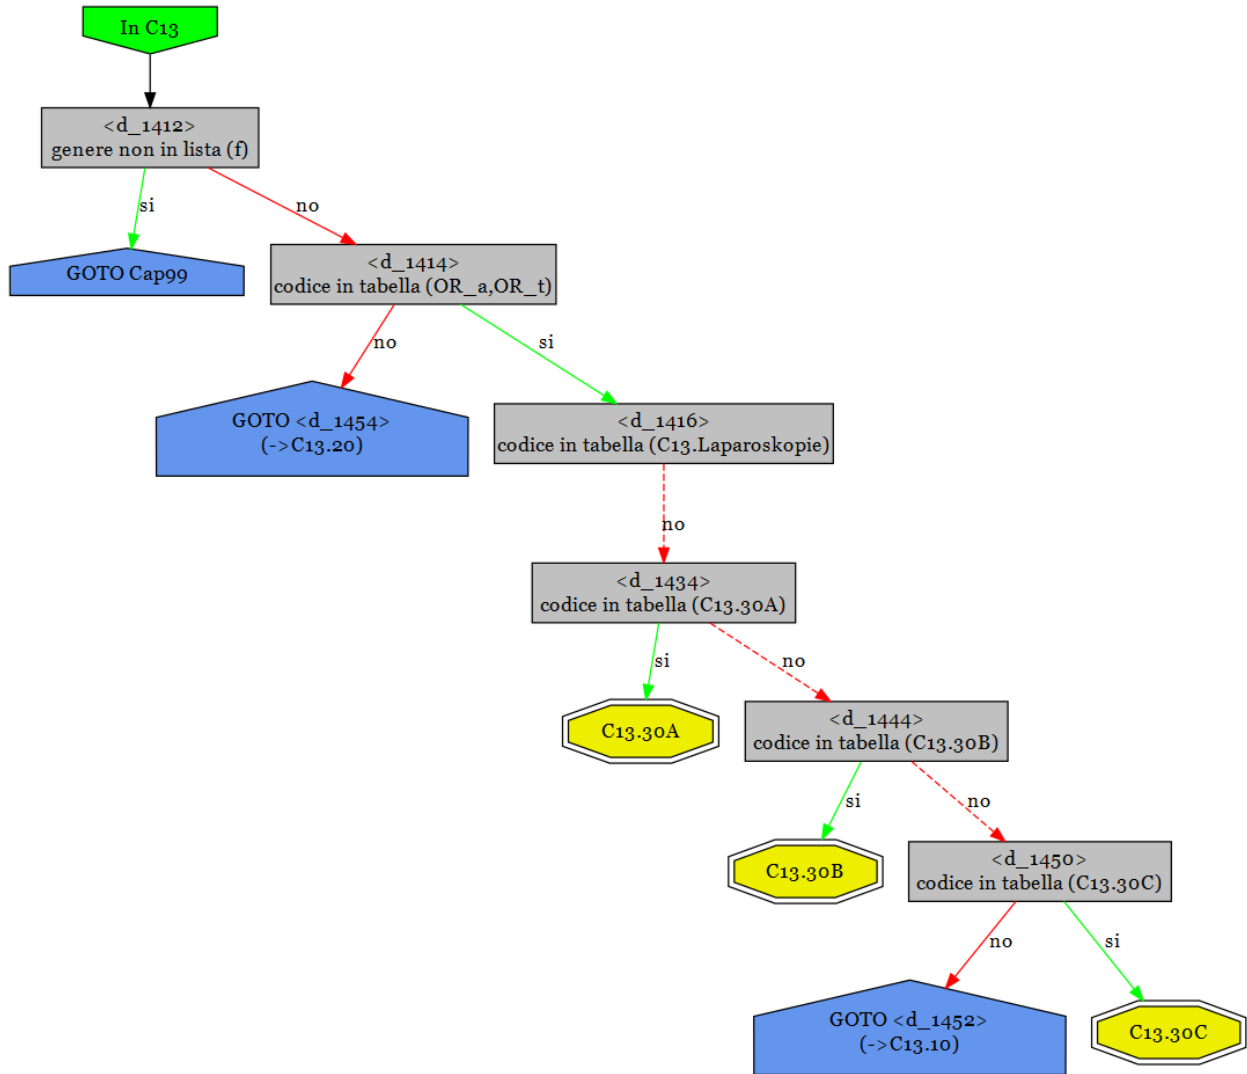 In C13
<d_1412>
genere non in lista (f)
si
no
GOTO Cap99
<d_1414>
codice in tabella (OR_a,OR_t)
no
si
GOTO <d_1454>
(->C13.20)
<d_1416>
codice in tabella (C13.Laparoskopie)
no
<d_1434>
codice in tabella (C13.30A)
si
no
C13.30A
<d_1444>
codice in tabella (C13.30B)
si
no
C13.30B
<d_1450>
codice in tabella (C13.30C)
no
si
GOTO <d_1452>
(->C13.10)
C13.30C